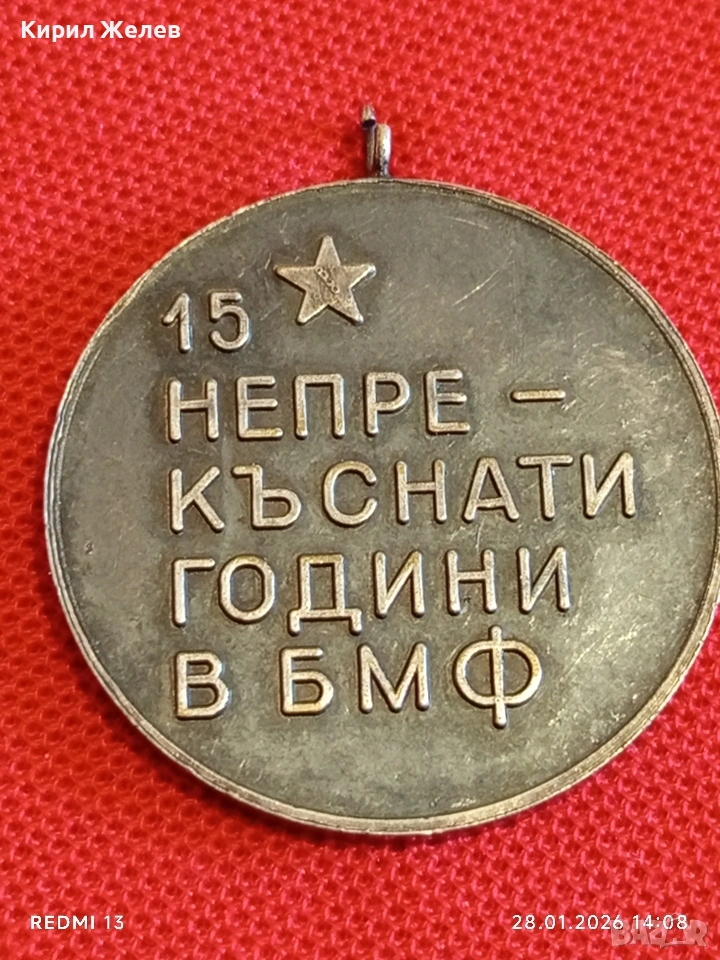 Кирил Желев
15
НЕПРЕ –
КЪСНАТИ
ГОДИНИ
В БМФ
REDMI 13
28.01.2026 14:08